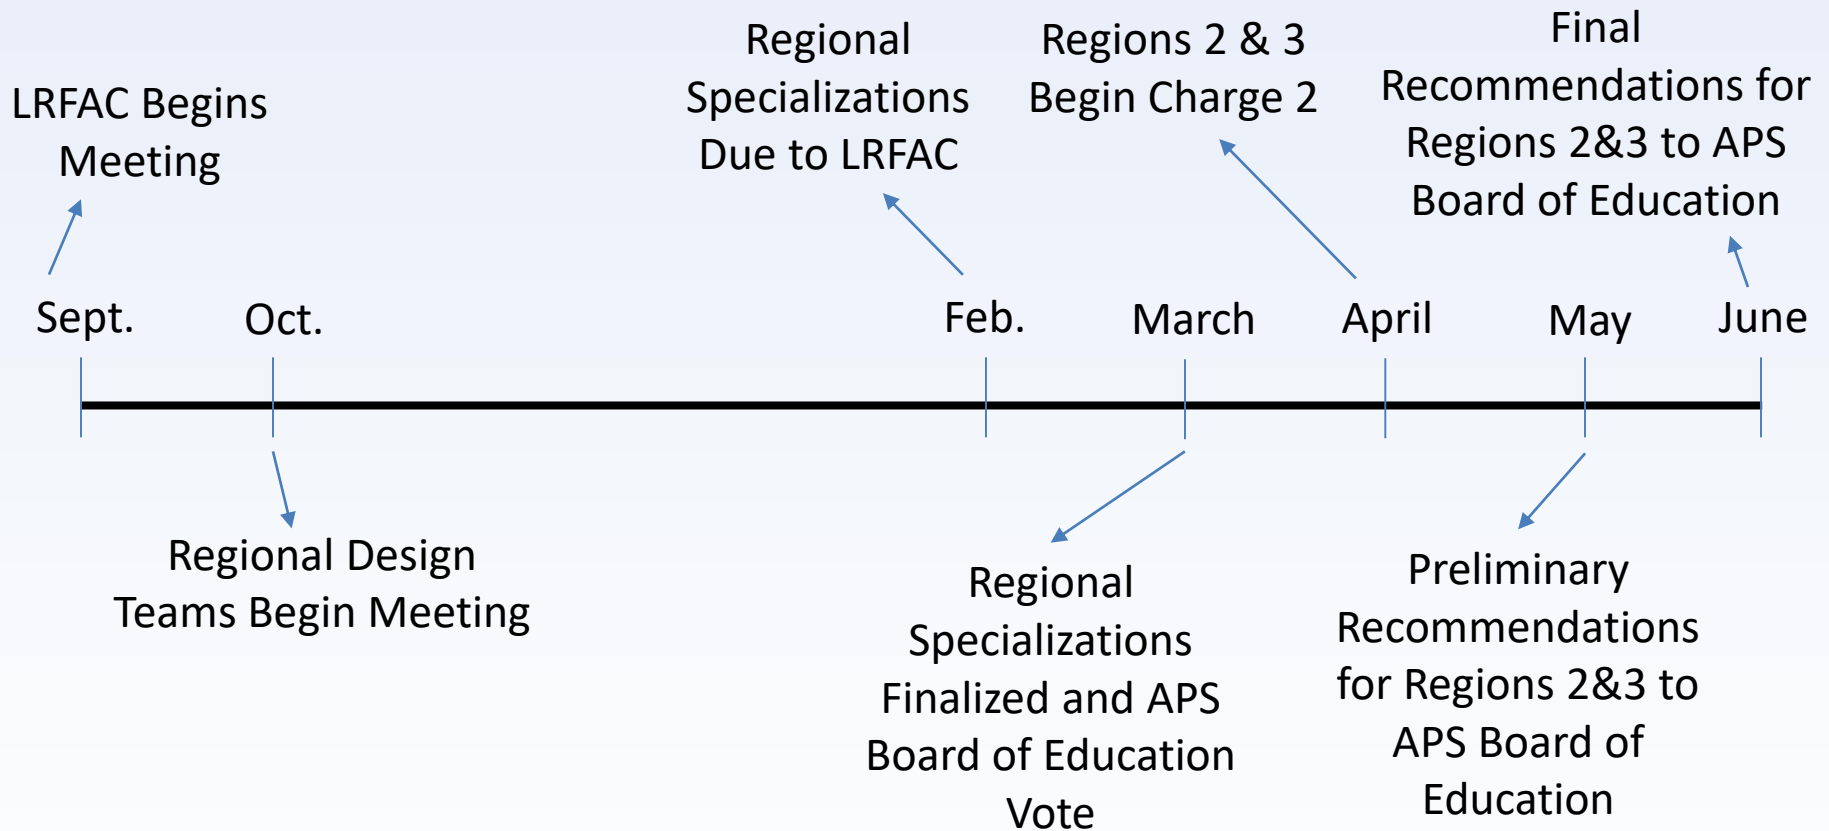 LRFAC Begins
Meeting
Regional
Specializations
Due to LRFAC
Regions 2 & 3
Begin Charge 2
Final
Recommendations for
Regions 2&3 to APS
Board of Education
Sept.
Oct.
Feb.
March
April
May
June
Regional Design
Teams Begin Meeting
Regional
Specializations
Finalized and APS
Board of Education
Vote
Preliminary
Recommendations
for Regions 2&3 to
APS Board of
Education